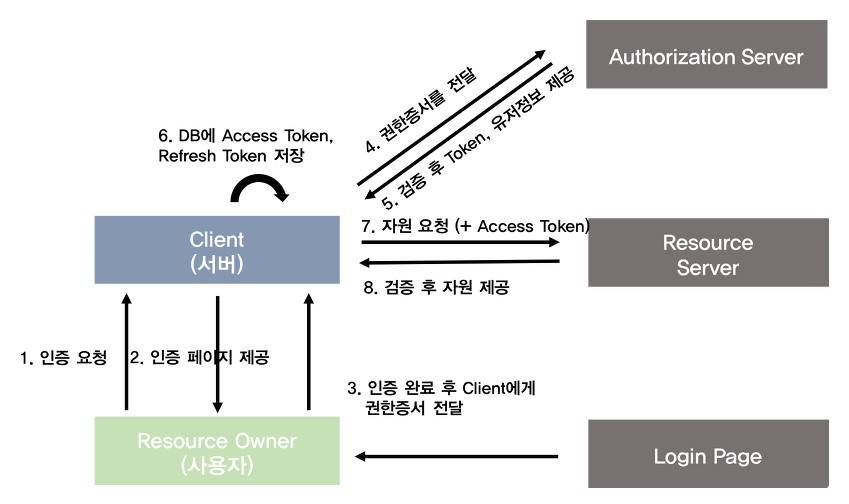 Authorization Server
4. 권한증서를 전달
5. 검증 후 Token, 유저정보 제공
6. DB에 Access Token,
Refresh Token 저장
Client
(서버)
7. 자원 요청 (+ Access Token)
8. 검증 후 자원 제공
Resource
Server
1. 인증 요청
2. 인증 페이지 제공
3. 인증 완료 후 Client에게
권한증서 전달
Resource Owner
(사용자)
Login Page